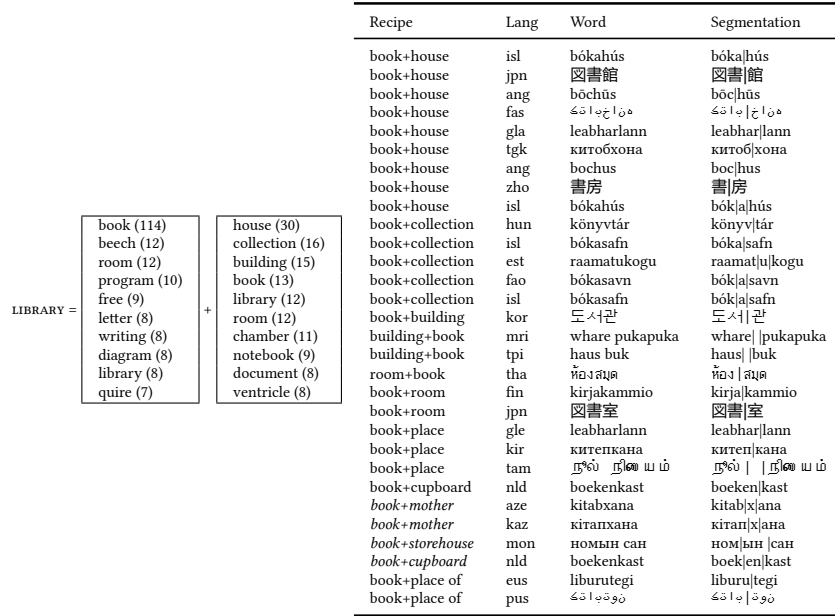 LIBRARY =
book (114)
beech (12)
room (12)
program (10)
free (9)
letter (8)
writing (8)
diagram (8)
library (8)
quire (7)
+
house (30)
collection (16)
building (15)
book (13)
library (12)
room (12)
chamber (11)
notebook (9)
document (8)
ventricle (8)
Recipe Lang Word Segmentation
book+house isl bókahús bóka|hús
book+house jpn 図書館 図書|館
book+house ang bōchūs bōc|hūs
book+house fas کتابخانه کتاب|خانه
book+house gla leabharlann leabhar|lann
book+house tgk китобхона китоб|хона
book+house ang bochus boc|hus
book+house zho 書房 書|房
book+house isl bókahús bók|a|hús
book+collection hun könyvtár könyv|tár
book+collection isl bókasafn bóka|safn
book+collection est raamatukogu raamat|u|kogu
book+collection fao bókasavn bók|a|savn
book+collection isl bókasafn bók|a|safn
book+building kor 도서관 도서|관
building+book mri whare pukapuka whare| |pukapuka
building+book tpi haus buk haus| |buk
room+book tha ห้องสมุด ห้อง|สมุด
book+room fin kirjakammio kirja|kammio
book+room jpn 図書室 図書|室
book+place gle leabharlann leabhar|lann
book+place kir китепкана китеп|кана
book+place tam நூல் நிலையம் நூல்| |நிலையம்
book+cupboard nld boekenkast boeken|kast
book+mother aze kitabxana kitab|x|ana
book+mother kaz кітапхана кітап|х|ана
book+storehouse mon номын сан ном|ын |сан
book+cupboard nld boekenkast boek|en|kast
book+place of eus liburutegi liburu|tegi
book+place of pus کتابتون کتاب|تون